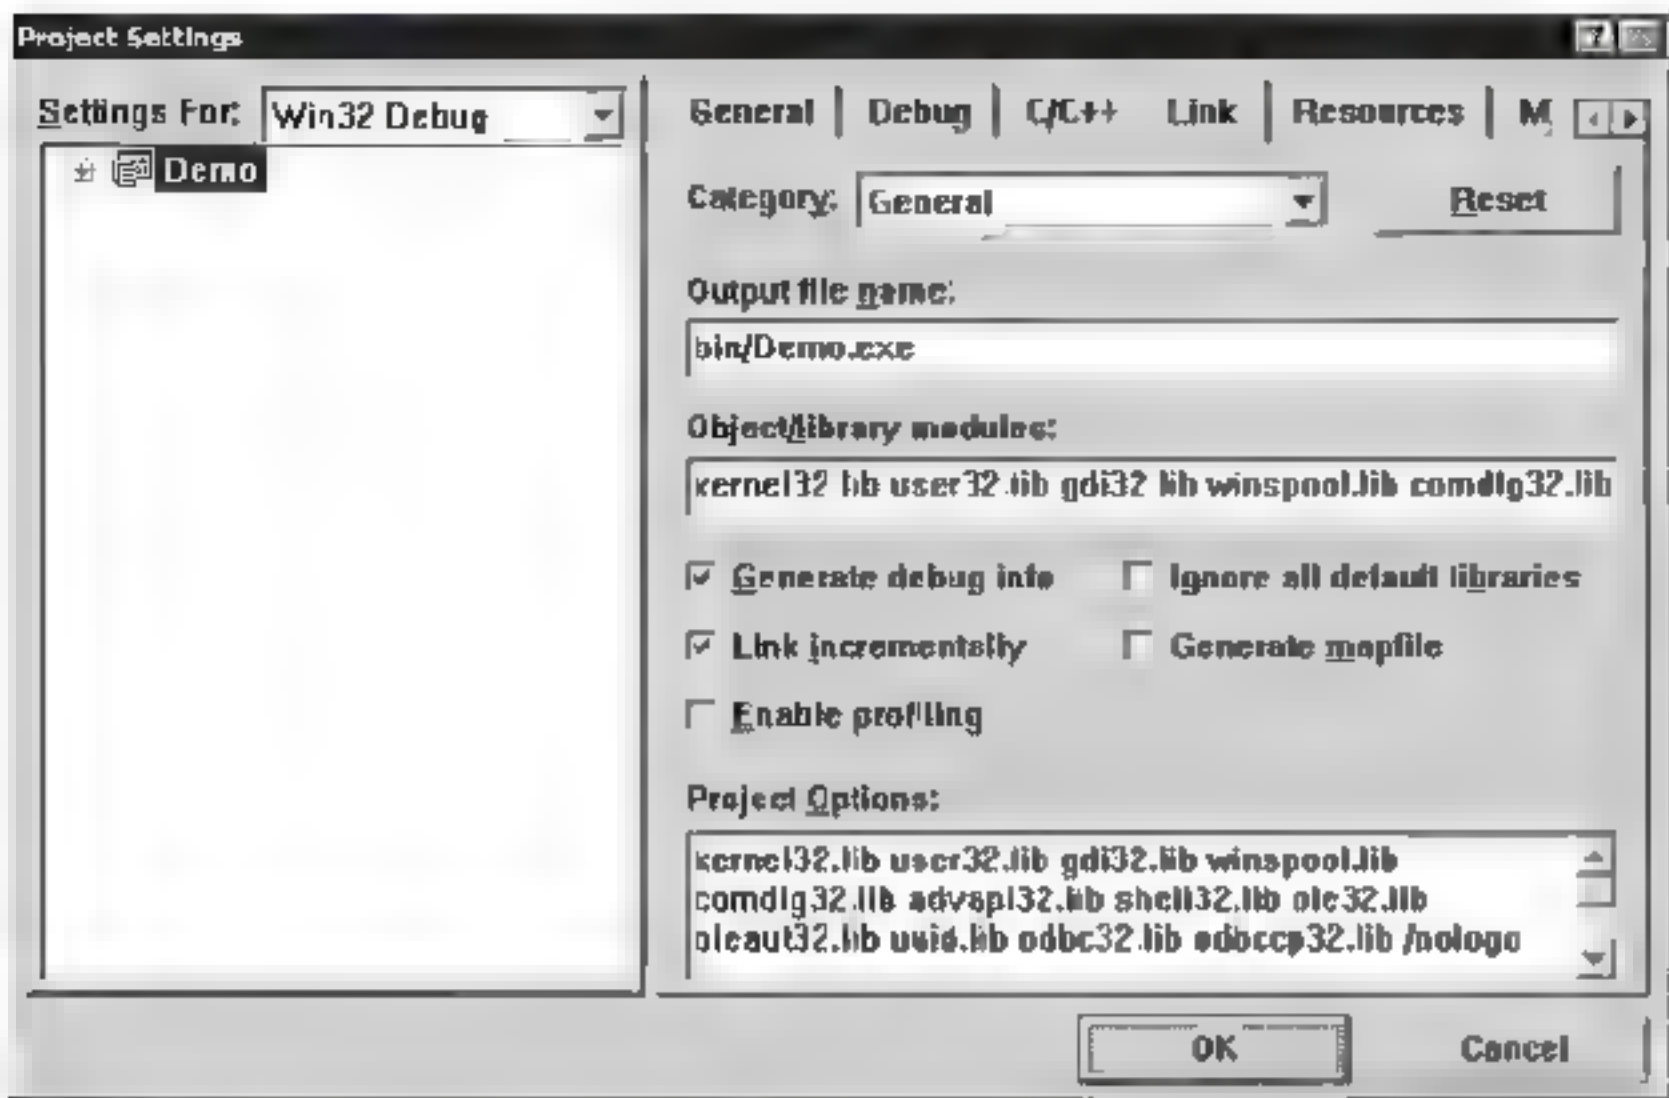 Project Settings
Settings For: Win32 Debug
Demo
General Debug C/C++ Link Resources M
Category: General Reset
Output file name:
bin/Demo.exe
Object/library modules:
kernel32.lib user32.lib gdi32.lib winspool.lib comdlg32.lib
Generate debug info Ignore all default libraries
Link incrementally Generate mapfile
Enable profiling
Project Options:
kernel32.lib user32.lib gdi32.lib winspool.lib
comdlg32.lib advapi32.lib shell32.lib ole32.lib
oleaut32.lib uuid.lib odbc32.lib odbccp32.lib /nologo
OK Cancel